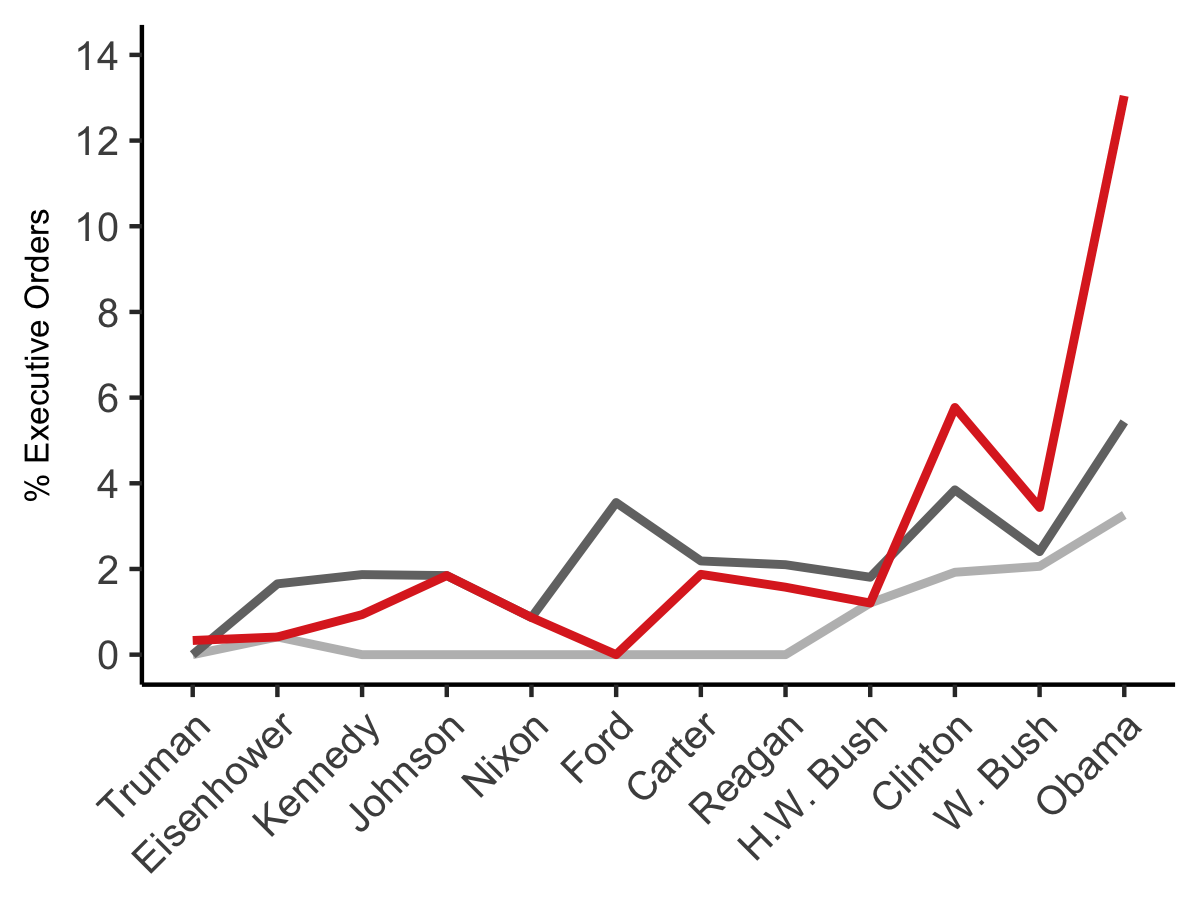 14
12
10
8
6
4
2
0
% Executive Orders
Truman
Eisenhower
Kennedy
Johnson
Nixon
Ford
Carter
Reagan
H.W. Bush
Clinton
W. Bush
Obama